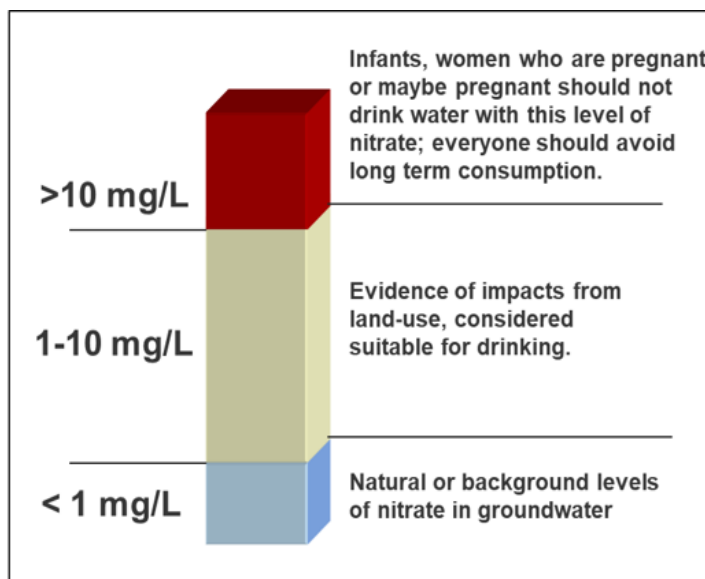 Infants, women who are pregnant
or maybe pregnant should not
drink water with this level of
nitrate; everyone should avoid
long term consumption.
>10 mg/L
Evidence of impacts from
land-use, considered
suitable for drinking.
1-10 mg/L
Natural or background levels
of nitrate in groundwater
< 1 mg/L